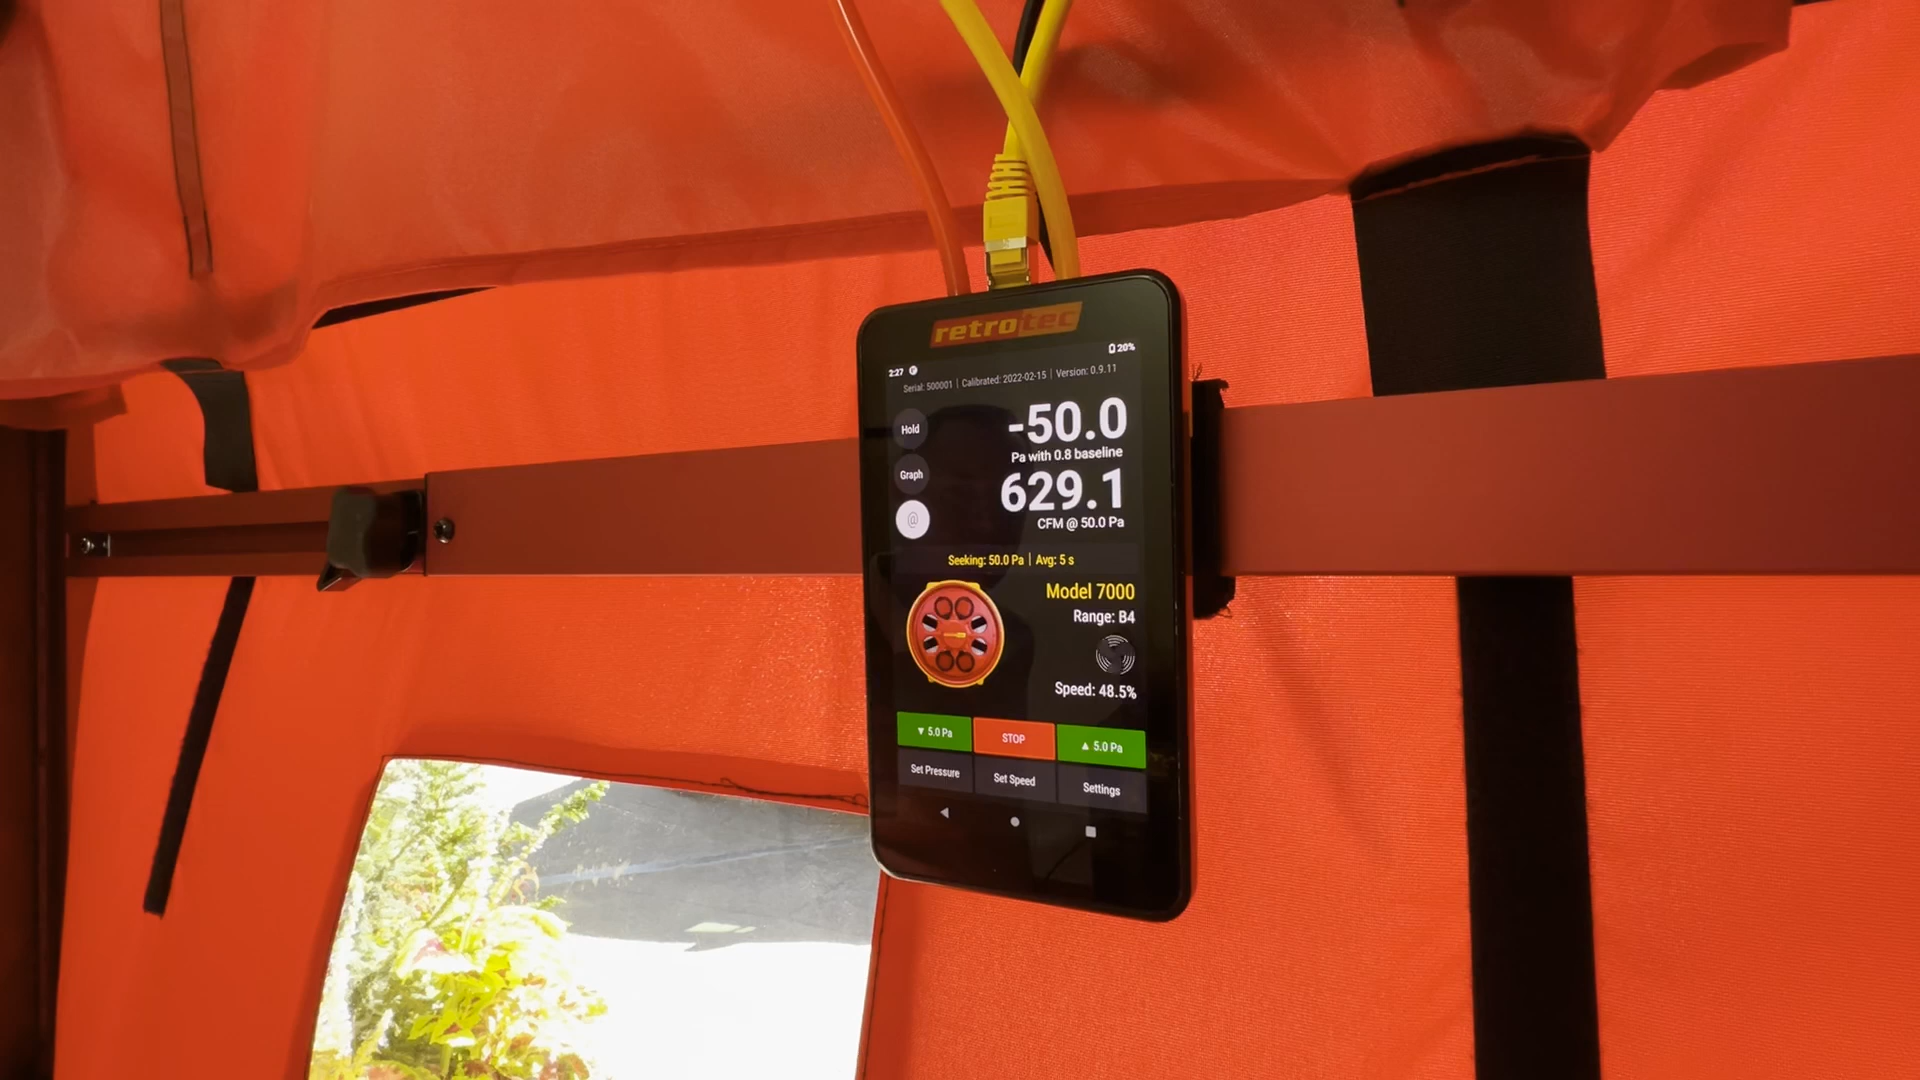 retrotec
20%
2:27
Serial: 500001 | Calibrated: 2022-02-15 | Version: 0.9.11
Hold
-50.0
Pa with 0.8 baseline
Graph
629.1
@
CFM @ 50.0 Pa
Seeking: 50.0 Pa | Avg: 5 s
Model 7000
Range: B4
Speed: 48.5%
▼ 5.0 Pa
STOP
▲ 5.0 Pa
Set Pressure
Set Speed
Settings